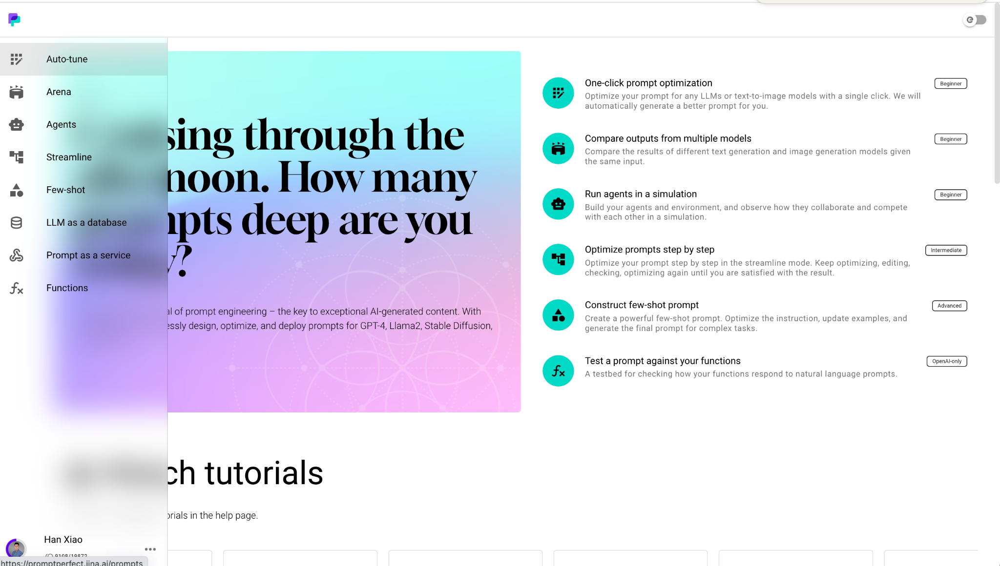 Auto-tune
Arena
Agents
Streamline
Few-shot
LLM as a database
Prompt as a service
Functions
Han Xiao
9108/19872
https://promptperfect.jina.ai/prompts
sing through the
noon. How many
mpts deep are you
y?
al of prompt engineering – the key to exceptional AI-generated content. With
essly design, optimize, and deploy prompts for GPT-4, Llama2, Stable Diffusion,
One-click prompt optimization
Beginner
Optimize your prompt for any LLMs or text-to-image models with a single click. We will
automatically generate a better prompt for you.
Compare outputs from multiple models
Beginner
Compare the results of different text generation and image generation models given
the same input.
Run agents in a simulation
Beginner
Build your agents and environment, and observe how they collaborate and compete
with each other in a simulation.
Optimize prompts step by step
Intermediate
Optimize your prompt step by step in the streamline mode. Keep optimizing, editing,
checking, optimizing again until you are satisfied with the result.
Construct few-shot prompt
Advanced
Create a powerful few-shot prompt. Optimize the instruction, update examples, and
generate the final prompt for complex tasks.
Test a prompt against your functions
OpenAI-only
A testbed for checking how your functions respond to natural language prompts.
ch tutorials
orials in the help page.